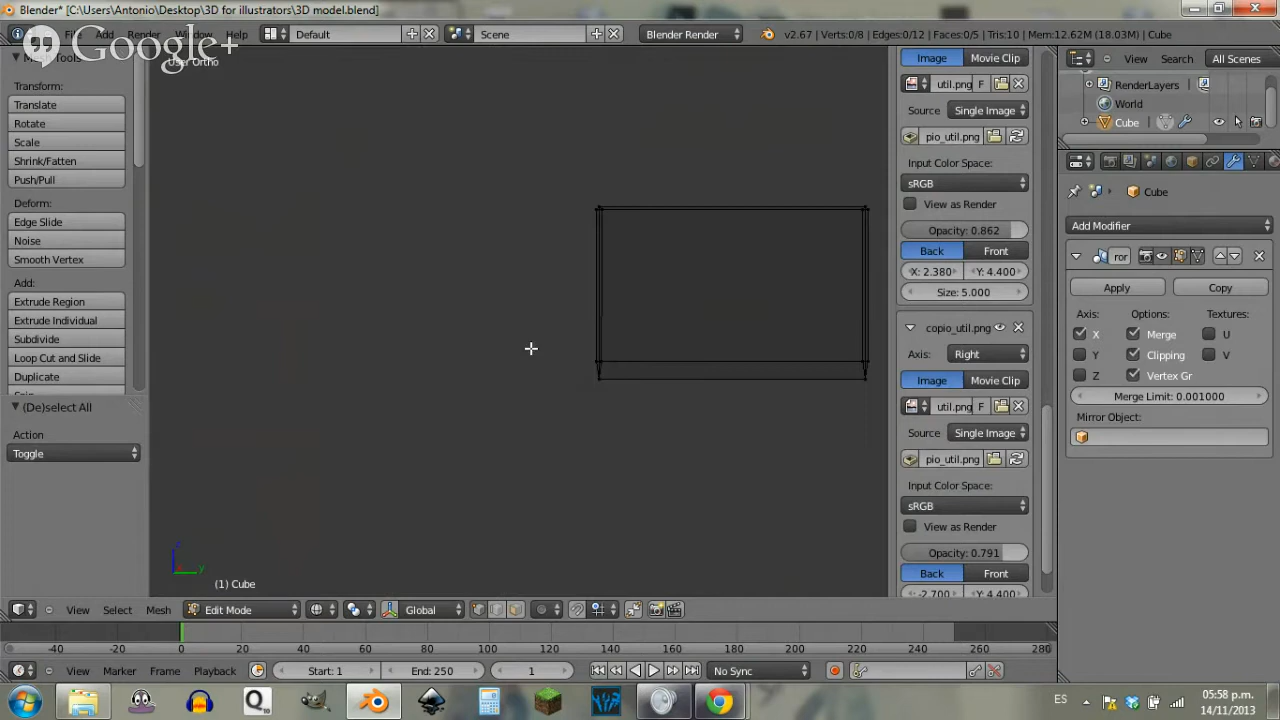 Blender* [C:\Users\Antonio\Desktop\3D for illustrators\3D model.blend]
Google+
File Add Render Window Help
Default
Scene
Blender Render
v2.67 | Verts:0/8 | Edges:0/12 | Faces:0/5 | Tris:10 | Mem:12.62M (18.03M) | Cube
Mesh Tools
Transform:
Translate
Rotate
Scale
Shrink/Fatten
Push/Pull
Deform:
Edge Slide
Noise
Smooth Vertex
Add:
Extrude Region
Extrude Individual
Subdivide
Loop Cut and Slide
Duplicate
(De)select All
Action
Toggle
User Ortho
z
y
(1) Cube
Image
Movie Clip
util.png
F
Source
Single Image
pio_util.png
Input Color Space:
sRGB
View as Render
Opacity: 0.862
Back
Front
X: 2.380
Y: 4.400
Size: 5.000
copio_util.png
Axis:
Right
Image
Movie Clip
util.png
F
Source
Single Image
pio_util.png
Input Color Space:
sRGB
View as Render
Opacity: 0.791
Back
Front
-2.700
Y: 4.400
View
Search
All Scenes
RenderLayers
World
Cube
Cube
Add Modifier
ror
Apply
Copy
Axis:
Options:
Textures:
X
Merge
U
Y
Clipping
V
Z
Vertex Gr
Merge Limit: 0.001000
Mirror Object:
View
Select
Mesh
Edit Mode
Global
-40
-20
0
20
40
60
80
100
120
140
160
180
200
220
240
260
280
View
Marker
Frame
Playback
Start: 1
End: 250
1
No Sync
ES
05:58 p.m.
14/11/2013